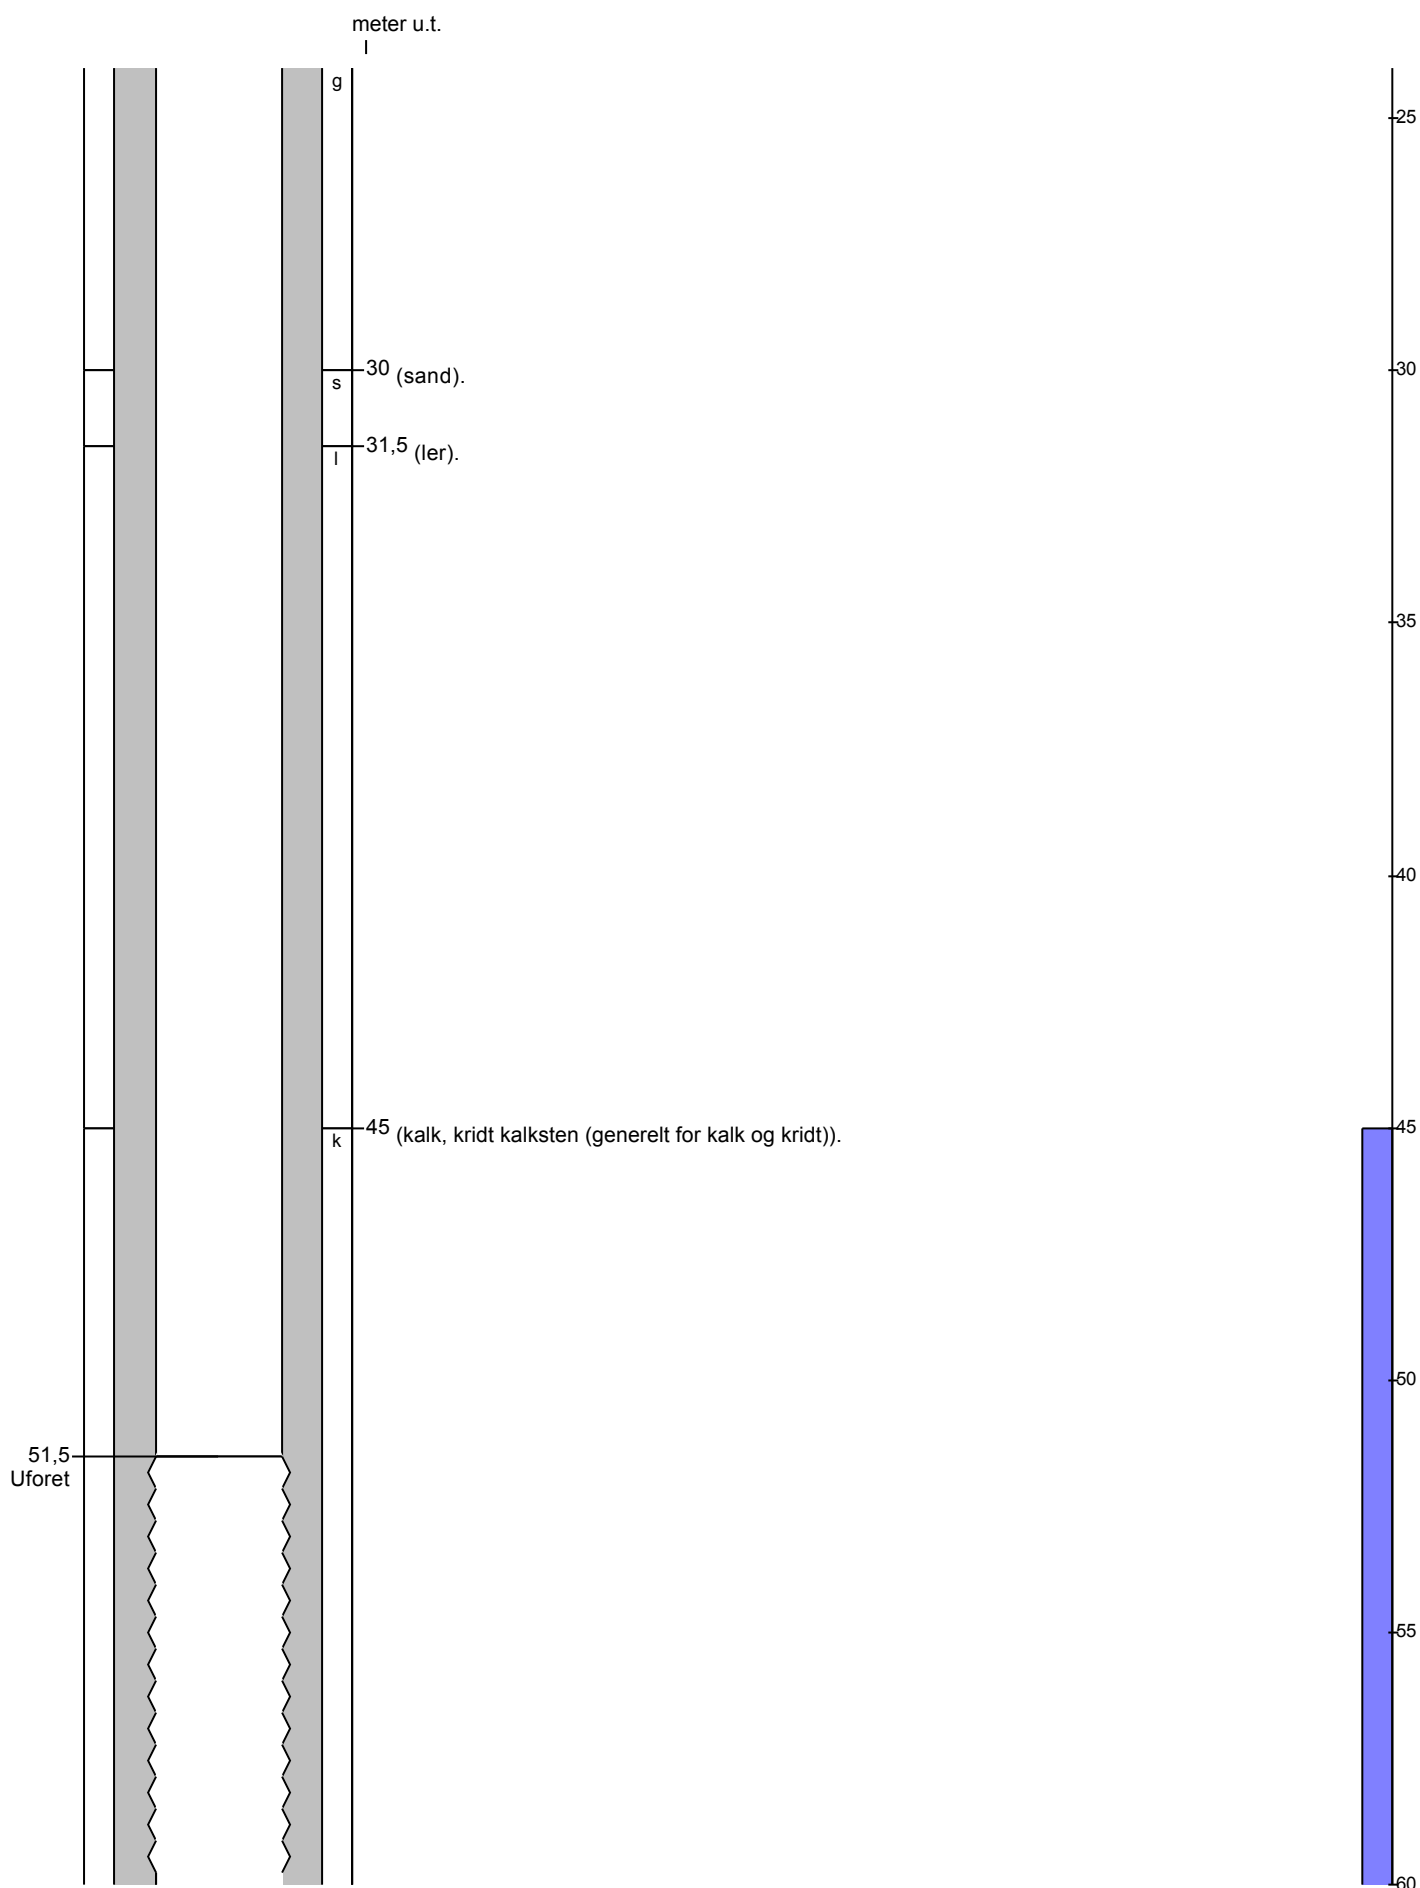 meter u.t.
g
25
30 (sand).
30
s
31,5 (ler).
l
35
40
45 (kalk, kridt kalksten (generelt for kalk og kridt)).
45
k
50
51,5
Uforet
55
60